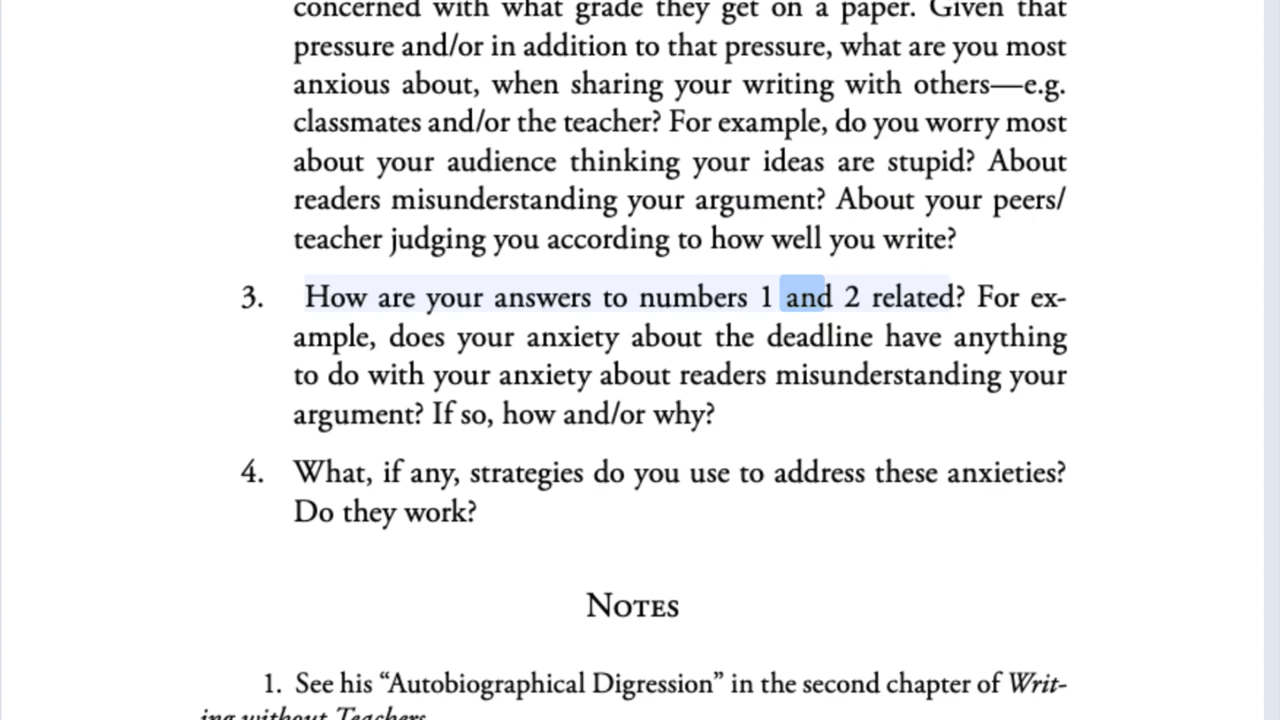 concerned with what grade they get on a paper. Given that
pressure and/or in addition to that pressure, what are you most
anxious about, when sharing your writing with others—e.g.
classmates and/or the teacher? For example, do you worry most
about your audience thinking your ideas are stupid? About
readers misunderstanding your argument? About your peers/
teacher judging you according to how well you write?
3. How are your answers to numbers 1 and 2 related? For ex-
ample, does your anxiety about the deadline have anything
to do with your anxiety about readers misunderstanding your
argument? If so, how and/or why?
4. What, if any, strategies do you use to address these anxieties?
Do they work?
Notes
1. See his “Autobiographical Digression” in the second chapter of Writ-
ing without Teachers.